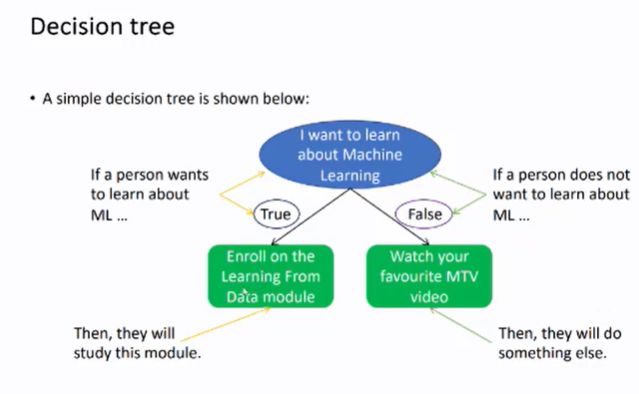 Decision tree
• A simple decision tree is shown below:
I want to learn
about Machine
Learning
If a person wants
to learn about
ML ...
If a person does not
want to learn about
ML ...
True
False
Enroll on the
Learning From
Data module
Watch your
favourite MTV
video
Then, they will
study this module.
Then, they will do
something else.